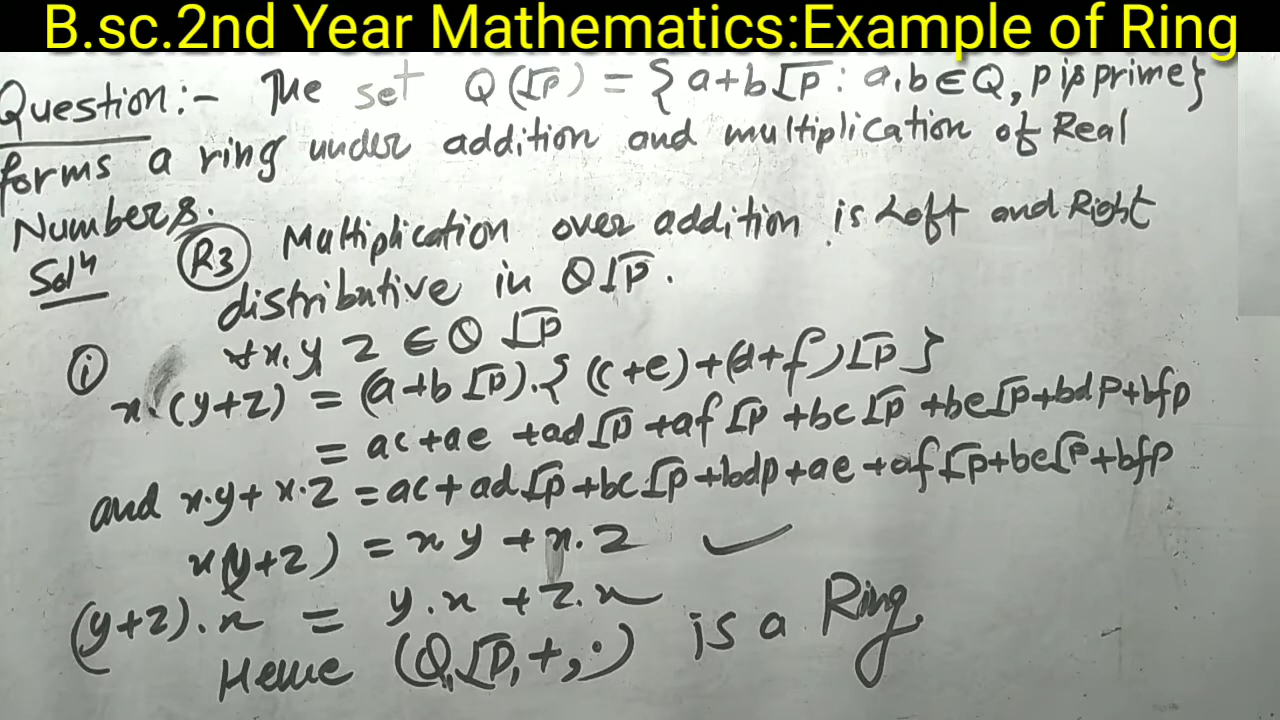 B.sc.2nd Year Mathematics:Example of Ring
Question:- The set Q(√p) = {a+b√p : a,b∈Q, p is prime}
forms a ring under addition and multiplication of Real
Numbers.
Solⁿ (R3) Multiplication over addition is Left and Right
distributive in Q√p.
(i) ∀ x, y z ∈ Q √p
x.(y+z) = (a+b√p).{(c+e)+(d+f)√p}
= ac+ae+ad√p+af√p+bc√p+be√p+bdp+bfp
and x.y+x.z = ac+ad√p+bc√p+bdp+ae+af√p+be√p+bfp
x(y+z) = xy + x.z ✓
(y+z).x = y.x + z.x
Hence (Q,√p,+,·) is a Ring.